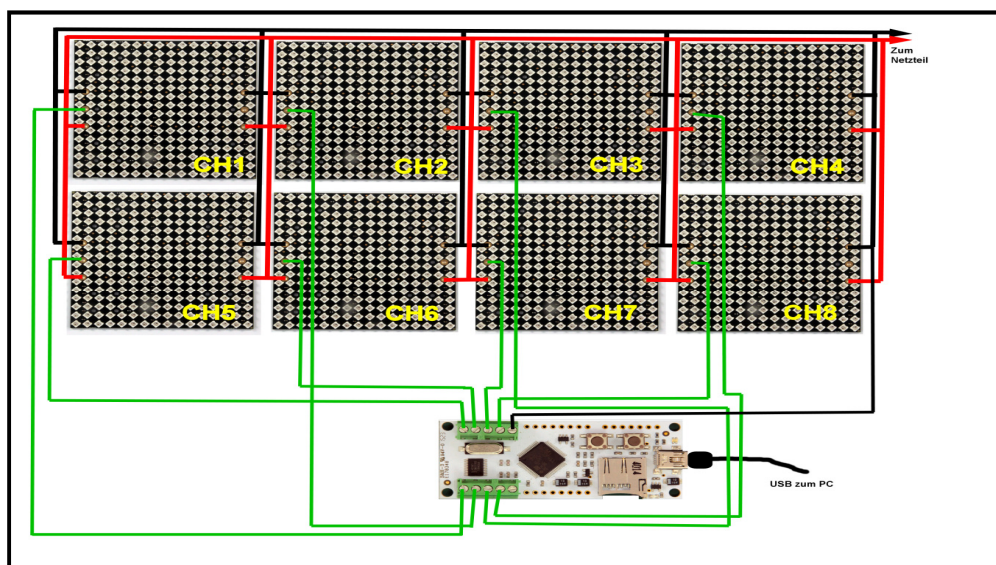 Zum
Netzteil
CH1
CH2
CH3
CH4
CH5
CH6
CH7
CH8
USB zum PC